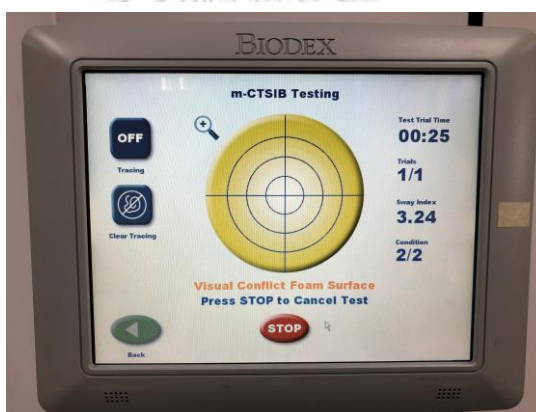 BIODEX
m-CTSIB Testing
OFF
Tracing
Clear Tracing
Test Trial Time
00:25
Trials
1/1
Sway Index
3.24
Condition
2/2
Visual Conflict Foam Surface
Press STOP to Cancel Test
STOP
Back